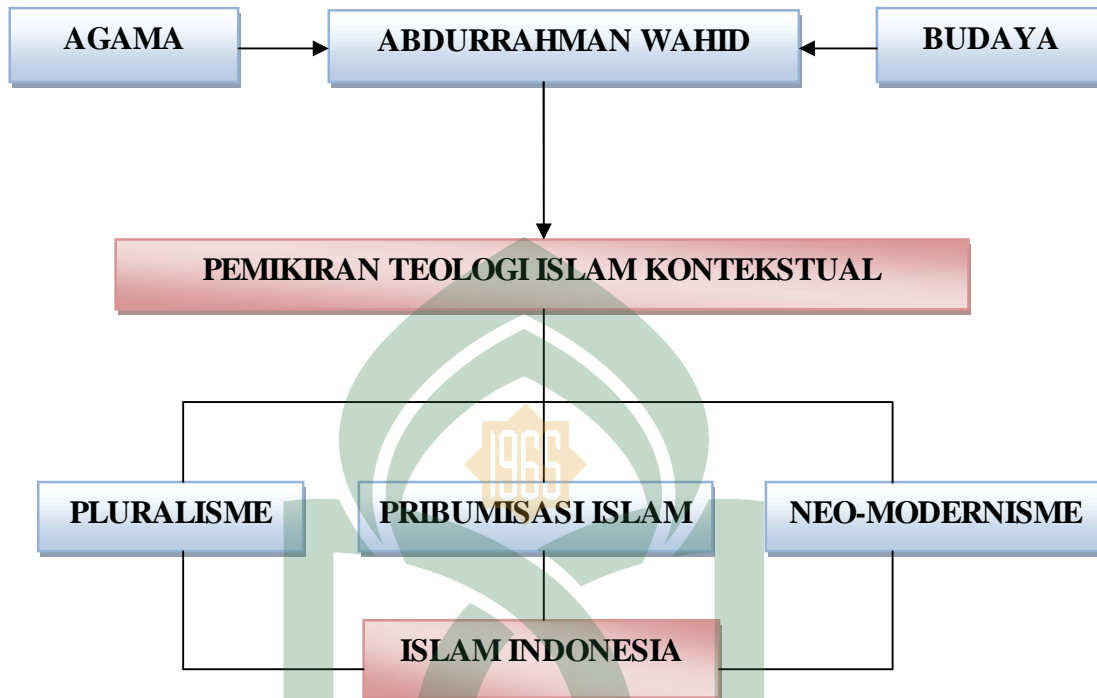 AGAMA
ABDURRAHMAN WAHID
BUDAYA
PEMIKIRAN TEOLOGI ISLAM KONTEKSTUAL
1965
PLURALISME
PRIBUMISASI ISLAM
NEO-MODERNISME
ISLAM INDONESIA